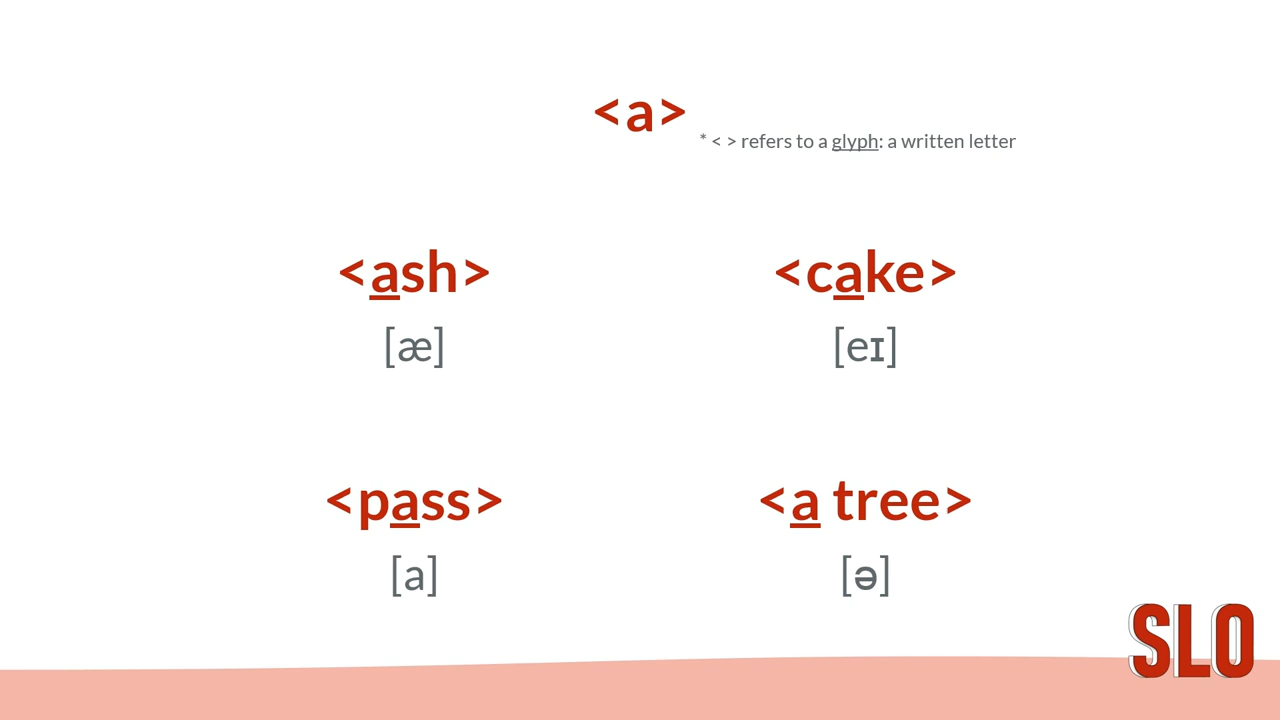 <a>
* < > refers to a glyph: a written letter
<ash> <cake>
[æ] [eɪ]
<pass> <a tree>
[a] [ə]
SLO